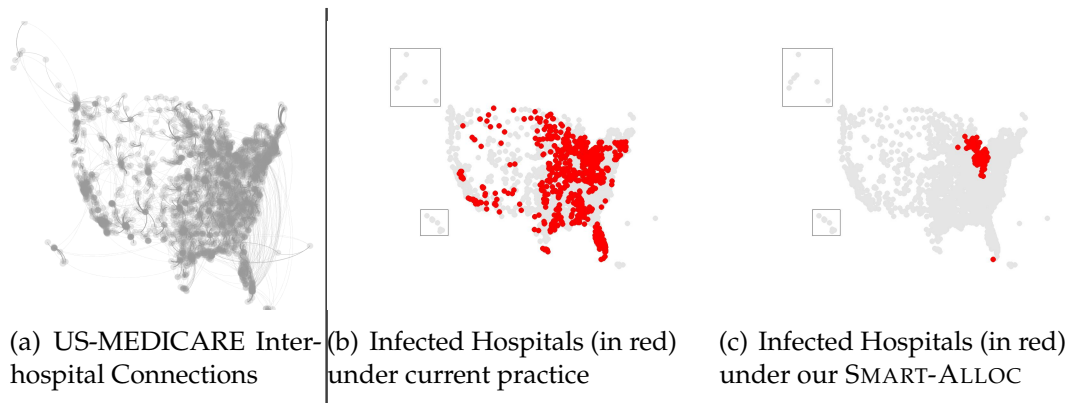 (a) US-MEDICARE Inter-
hospital Connections
(b) Infected Hospitals (in red)
under current practice
(c) Infected Hospitals (in red)
under our SMART-ALLOC